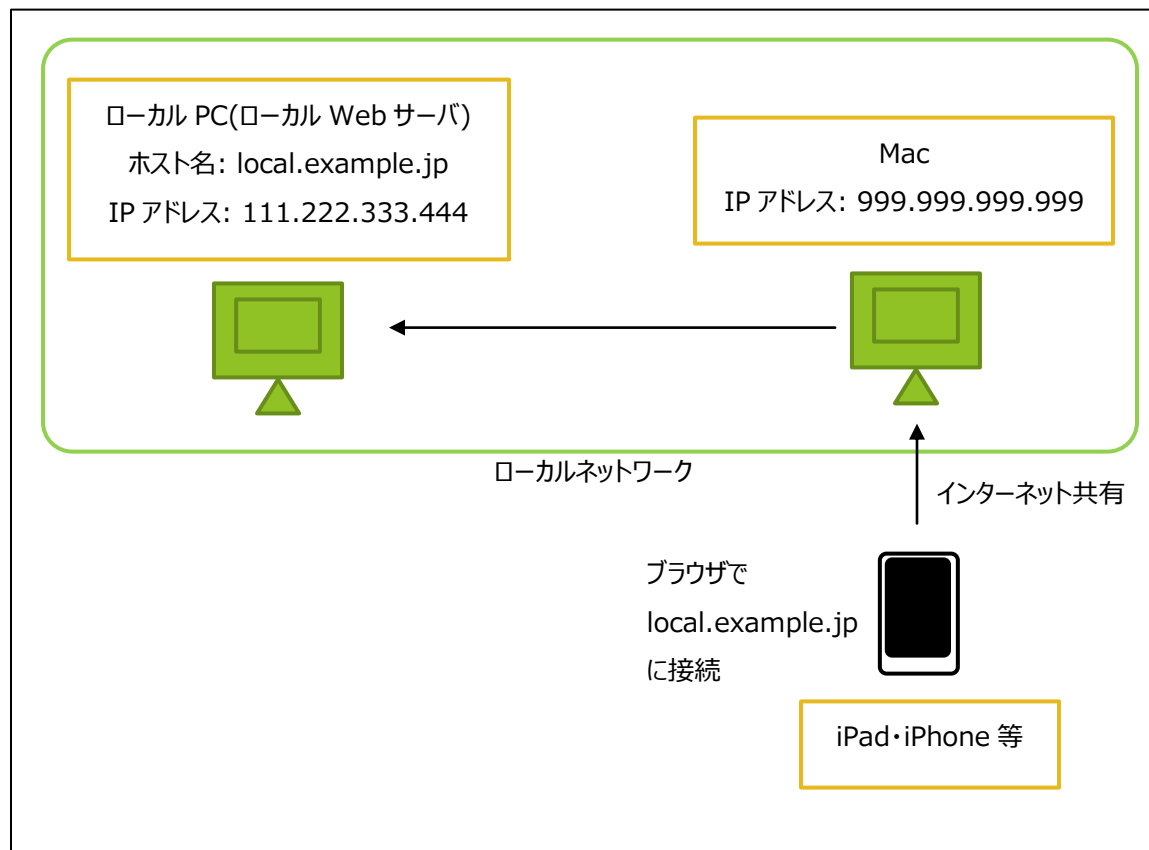 ローカル PC(ローカル Web サーバ)
ホスト名: local.example.jp
IP アドレス: 111.222.333.444
Mac
IP アドレス: 999.999.999.999
ローカルネットワーク
インターネット共有
ブラウザで
local.example.jp
に接続
iPad・iPhone 等